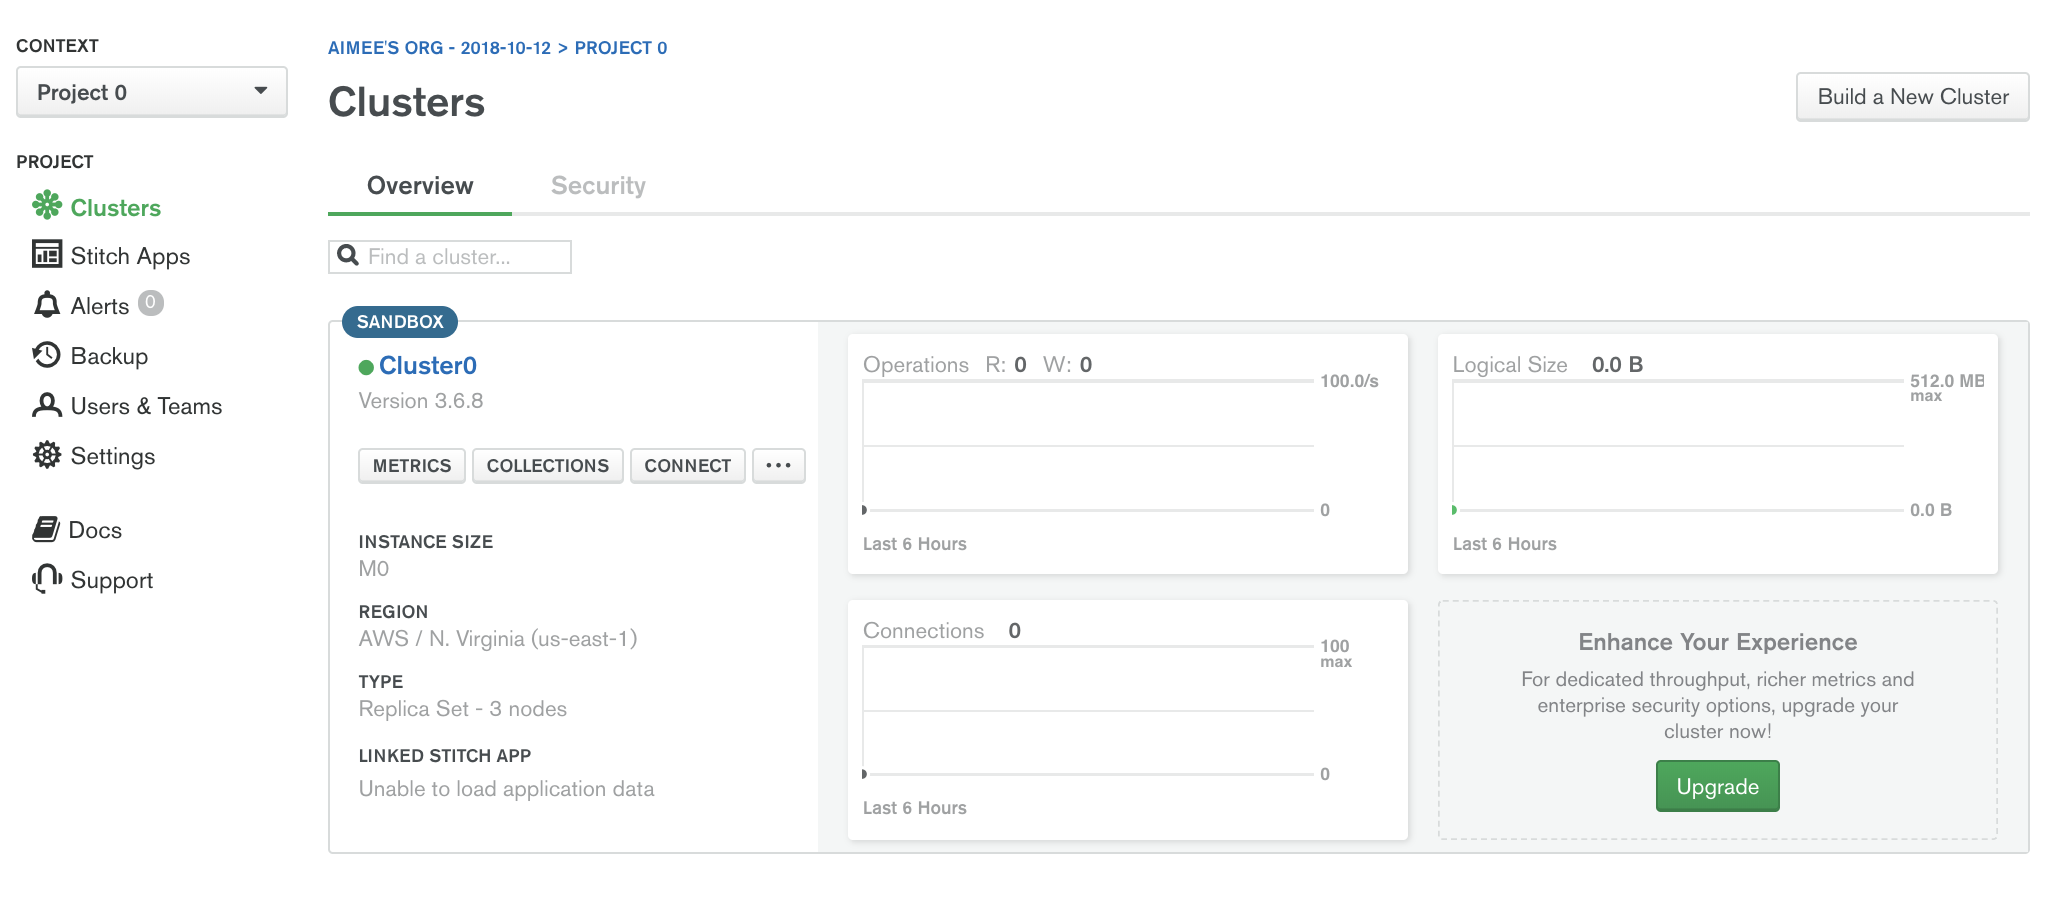 CONTEXT
Project 0
PROJECT
Clusters
Stitch Apps
Alerts 0
Backup
Users & Teams
Settings
Docs
Support
AIMEE'S ORG - 2018-10-12 > PROJECT 0
Clusters
Build a New Cluster
Overview Security
Find a cluster...
SANDBOX
Cluster0
Version 3.6.8
METRICS COLLECTIONS CONNECT ...
INSTANCE SIZE
M0
REGION
AWS / N. Virginia (us-east-1)
TYPE
Replica Set - 3 nodes
LINKED STITCH APP
Unable to load application data
Operations R: 0 W: 0
100.0/s
0
Last 6 Hours
Logical Size 0.0 B
512.0 MB
max
0.0 B
Last 6 Hours
Connections 0
100
max
0
Last 6 Hours
Enhance Your Experience
For dedicated throughput, richer metrics and
enterprise security options, upgrade your
cluster now!
Upgrade